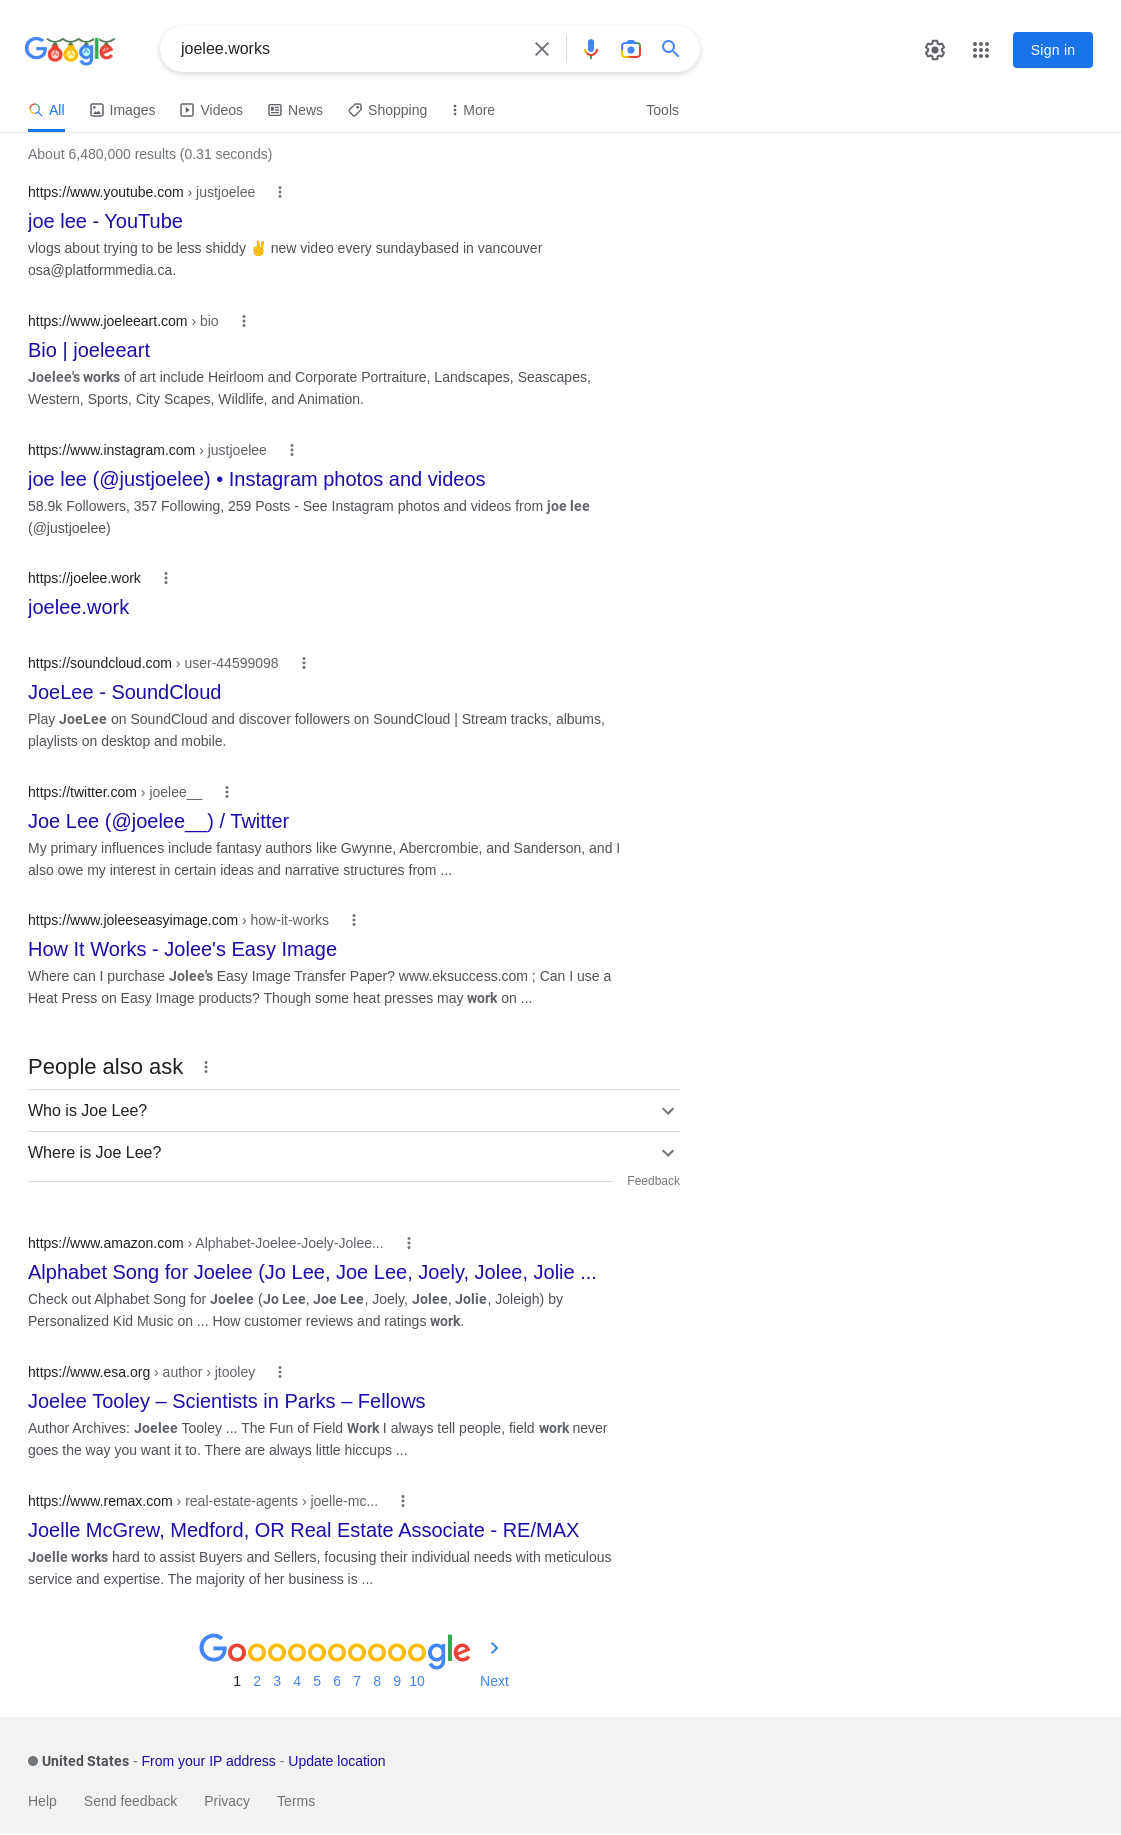 Google
joelee.works
Sign in
All Images Videos News Shopping More Tools
About 6,480,000 results (0.31 seconds)
https://www.youtube.com › justjoelee
joe lee - YouTube
vlogs about trying to be less shiddy ✌ new video every sundaybased in vancouver
osa@platformmedia.ca.
https://www.joeleeart.com › bio
Bio | joeleeart
Joelee's works of art include Heirloom and Corporate Portraiture, Landscapes, Seascapes,
Western, Sports, City Scapes, Wildlife, and Animation.
https://www.instagram.com › justjoelee
joe lee (@justjoelee) • Instagram photos and videos
58.9k Followers, 357 Following, 259 Posts - See Instagram photos and videos from joe lee
(@justjoelee)
https://joelee.work
joelee.work
https://soundcloud.com › user-44599098
JoeLee - SoundCloud
Play JoeLee on SoundCloud and discover followers on SoundCloud | Stream tracks, albums,
playlists on desktop and mobile.
https://twitter.com › joelee__
Joe Lee (@joelee__) / Twitter
My primary influences include fantasy authors like Gwynne, Abercrombie, and Sanderson, and I
also owe my interest in certain ideas and narrative structures from ...
https://www.joleeseasyimage.com › how-it-works
How It Works - Jolee's Easy Image
Where can I purchase Jolee's Easy Image Transfer Paper? www.eksuccess.com ; Can I use a
Heat Press on Easy Image products? Though some heat presses may work on ...
People also ask
Who is Joe Lee?
Where is Joe Lee?
Feedback
https://www.amazon.com › Alphabet-Joelee-Joely-Jolee...
Alphabet Song for Joelee (Jo Lee, Joe Lee, Joely, Jolee, Jolie ...
Check out Alphabet Song for Joelee (Jo Lee, Joe Lee, Joely, Jolee, Jolie, Joleigh) by
Personalized Kid Music on ... How customer reviews and ratings work.
https://www.esa.org › author › jtooley
Joelee Tooley – Scientists in Parks – Fellows
Author Archives: Joelee Tooley ... The Fun of Field Work I always tell people, field work never
goes the way you want it to. There are always little hiccups ...
https://www.remax.com › real-estate-agents › joelle-mc...
Joelle McGrew, Medford, OR Real Estate Associate - RE/MAX
Joelle works hard to assist Buyers and Sellers, focusing their individual needs with meticulous
service and expertise. The majority of her business is ...
Goooooooooogle
1 2 3 4 5 6 7 8 9 10 Next
United States - From your IP address - Update location
Help Send feedback Privacy Terms